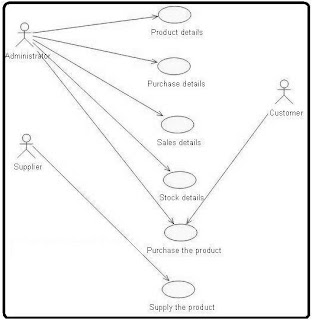 Product details
Administrator
Purchase details
Customer
Sales details
Supplier
Stock details
Purchase the product
Supply the product